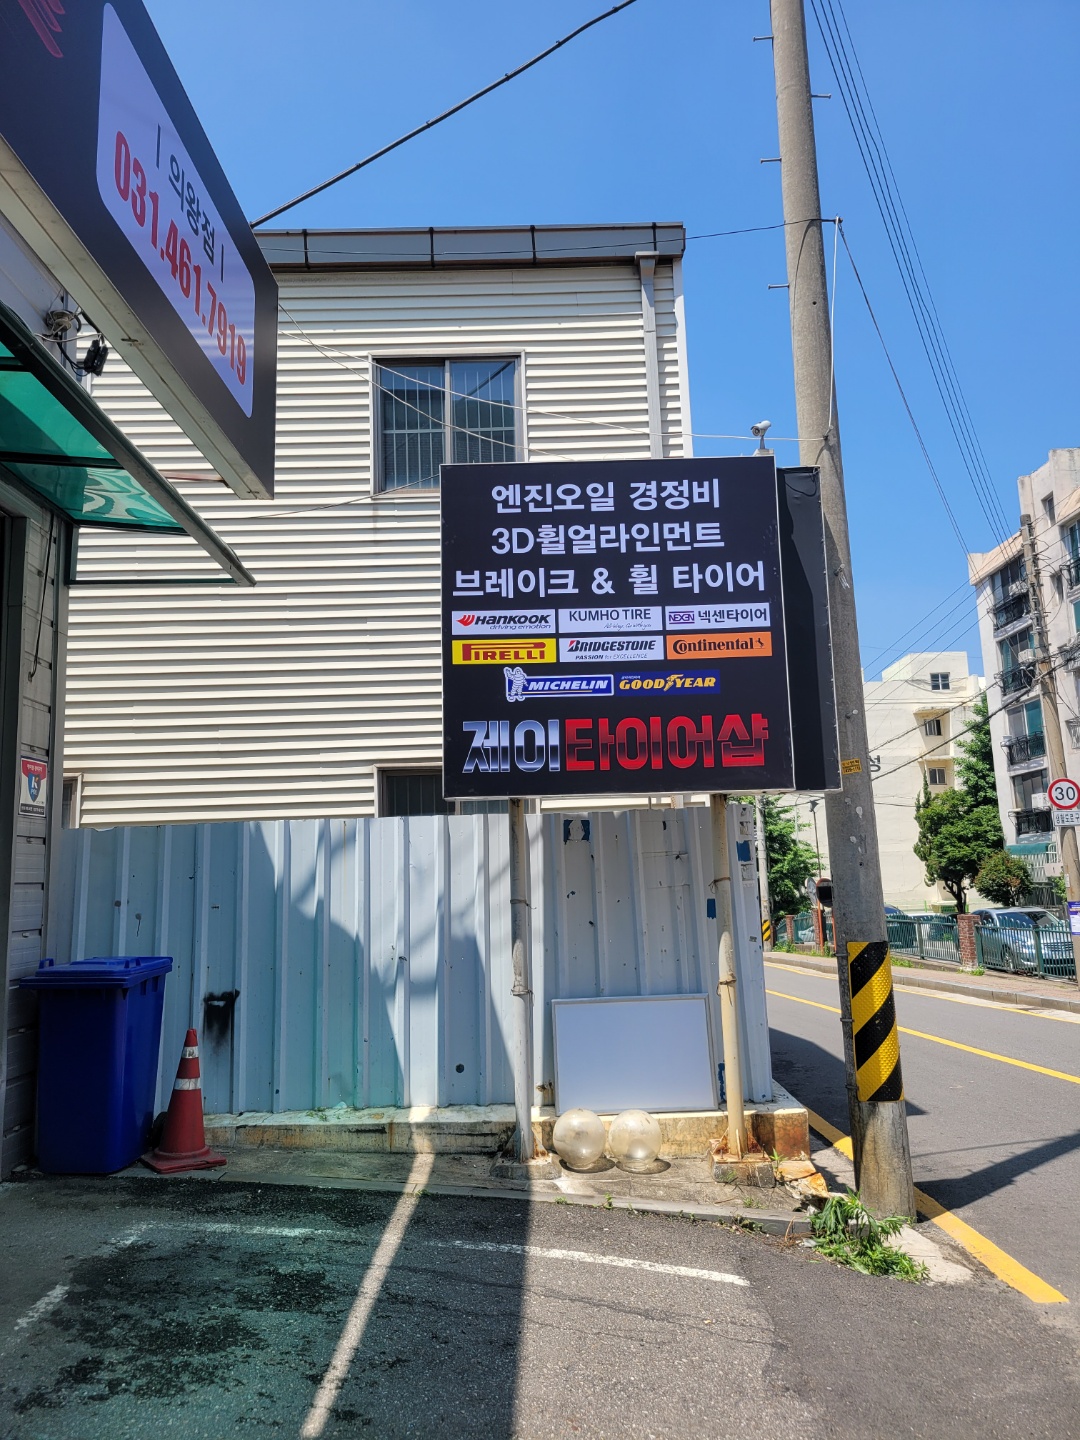 | 의왕점 |
031.461.7919
엔진오일 경정비
3D휠얼라인먼트
브레이크 & 휠 타이어
HANKOOK
driving emotion
KUMHO TIRE
NEXEN 넥센타이어
PIRELLI
BRIDGESTONE
PASSION for EXCELLENCE
Continental
MICHELIN
GOODYEAR
제이타이어샵
30